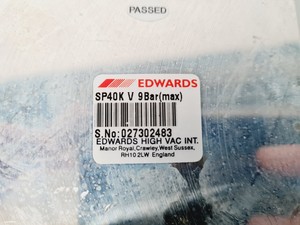 PASSED
EDWARDS
SP40K V 9Bar(max)
S.No:027302483
EDWARDS HIGH VAC INT.
Manor Royal,Crawley,West Sussex,
RH10 2LW England